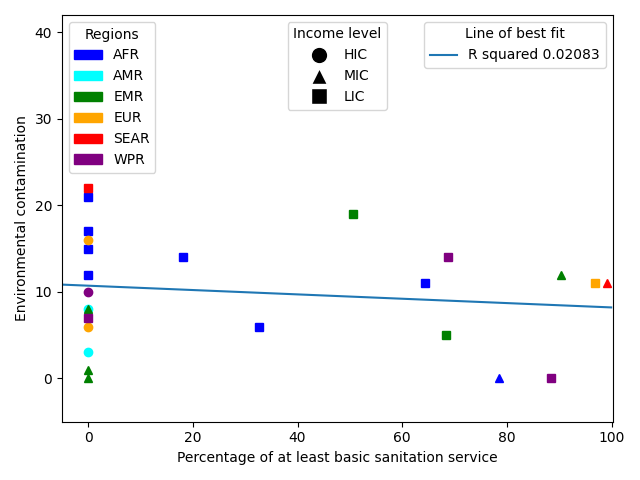 Regions
AFR
AMR
EMR
EUR
SEAR
WPR
Income level
HIC
MIC
LIC
Line of best fit
R squared 0.02083
Environmental contamination
40
30
20
10
0
0 20 40 60 80 100
Percentage of at least basic sanitation service